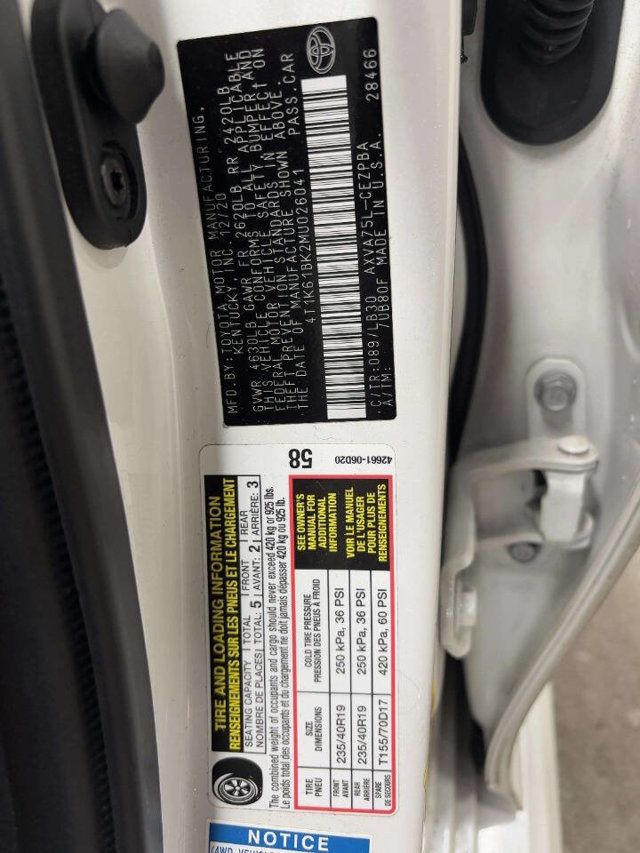 MFD.BY:TOYOTA MOTOR MANUFACTURING,
KENTUCKY, INC. 12/20
GVWR 4630LB GAWR FR 2620LB RR 2420LB
THIS VEHICLE CONFORMS TO ALL APPLICABLE
FEDERAL MOTOR VEHICLE SAFETY BUMPER AND
THEFT PREVENTION STANDARDS IN EFFECT ON
THE DATE OF MANUFACTURE SHOWN ABOVE.
4T1K61BK2MU026041 PASS.CAR
C/TR:089/LB30 AXVA75L-CEZPBA
A/TM: /UB80F MADE IN U.S.A. 28466
58
42661-06D20
TIRE AND LOADING INFORMATION
RENSEIGNEMENTS SUR LES PNEUS ET LE CHARGEMENT
SEATING CAPACITY TOTAL FRONT REAR
NOMBRE DE PLACES TOTAL: 5 AVANT: 2 ARRIÈRE: 3
The combined weight of occupants and cargo should never exceed 420 kg or 925 lbs.
Le poids total des occupants et du chargement ne doit jamais dépasser 420 kg ou 925 lb.
TIRE SIZE COLD TIRE PRESSURE
PNEU DIMENSIONS PRESSION DES PNEUS À FROID
FRONT
AVANT 235/40R19 250 kPa, 36 PSI
REAR
ARRIÈRE 235/40R19 250 kPa, 36 PSI
SPARE
DE SECOURS T155/70D17 420 kPa, 60 PSI
SEE OWNER'S
MANUAL FOR
ADDITIONAL
INFORMATION
VOIR LE MANUEL
DE L'USAGER
POUR PLUS DE
RENSEIGNEMENTS
NOTICE